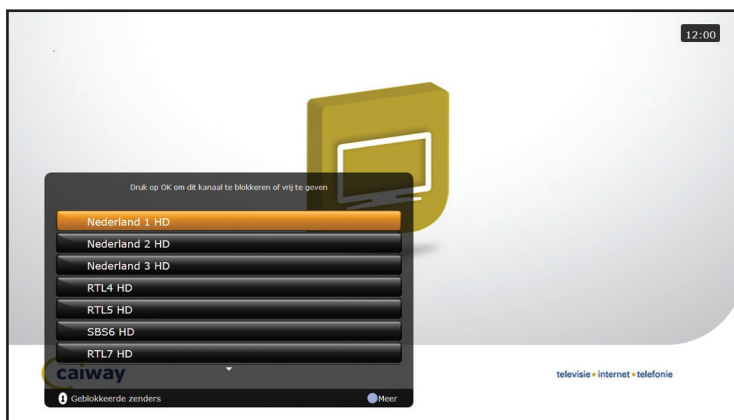 12:00
Druk op OK om dit kanaal te blokkeren of vrij te geven
Nederland 1 HD
Nederland 2 HD
Nederland 3 HD
RTL4 HD
RTL5 HD
SBS6 HD
RTL7 HD
caiway
televisie • internet • telefonie
Geblokkeerde zenders
Meer